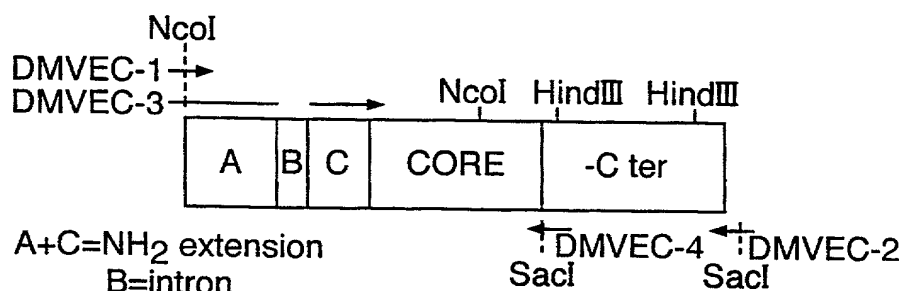 NcoI
DMVEC-1
DMVEC-3
NcoI HindIII HindIII
A B C CORE -C ter
A+C=NH2 extension
B=intron
DMVEC-4 DMVEC-2
SacI SacI